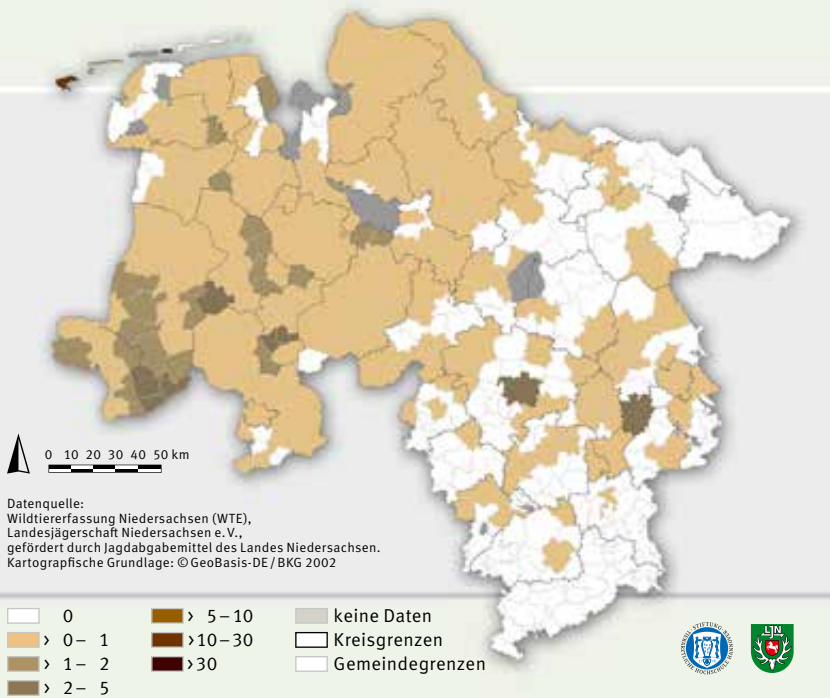 0 10 20 30 40 50 km
Datenquelle:
Wildtiererfassung Niedersachsen (WTE),
Landesjägerschaft Niedersachsen e. V.,
gefördert durch Jagdabgabemittel des Landes Niedersachsen.
Kartografische Grundlage: © GeoBasis-DE / BKG 2002
0
> 0 – 1
> 1 – 2
> 2 – 5
> 5 – 10
>10 – 30
>30
keine Daten
Kreisgrenzen
Gemeindegrenzen
LJN